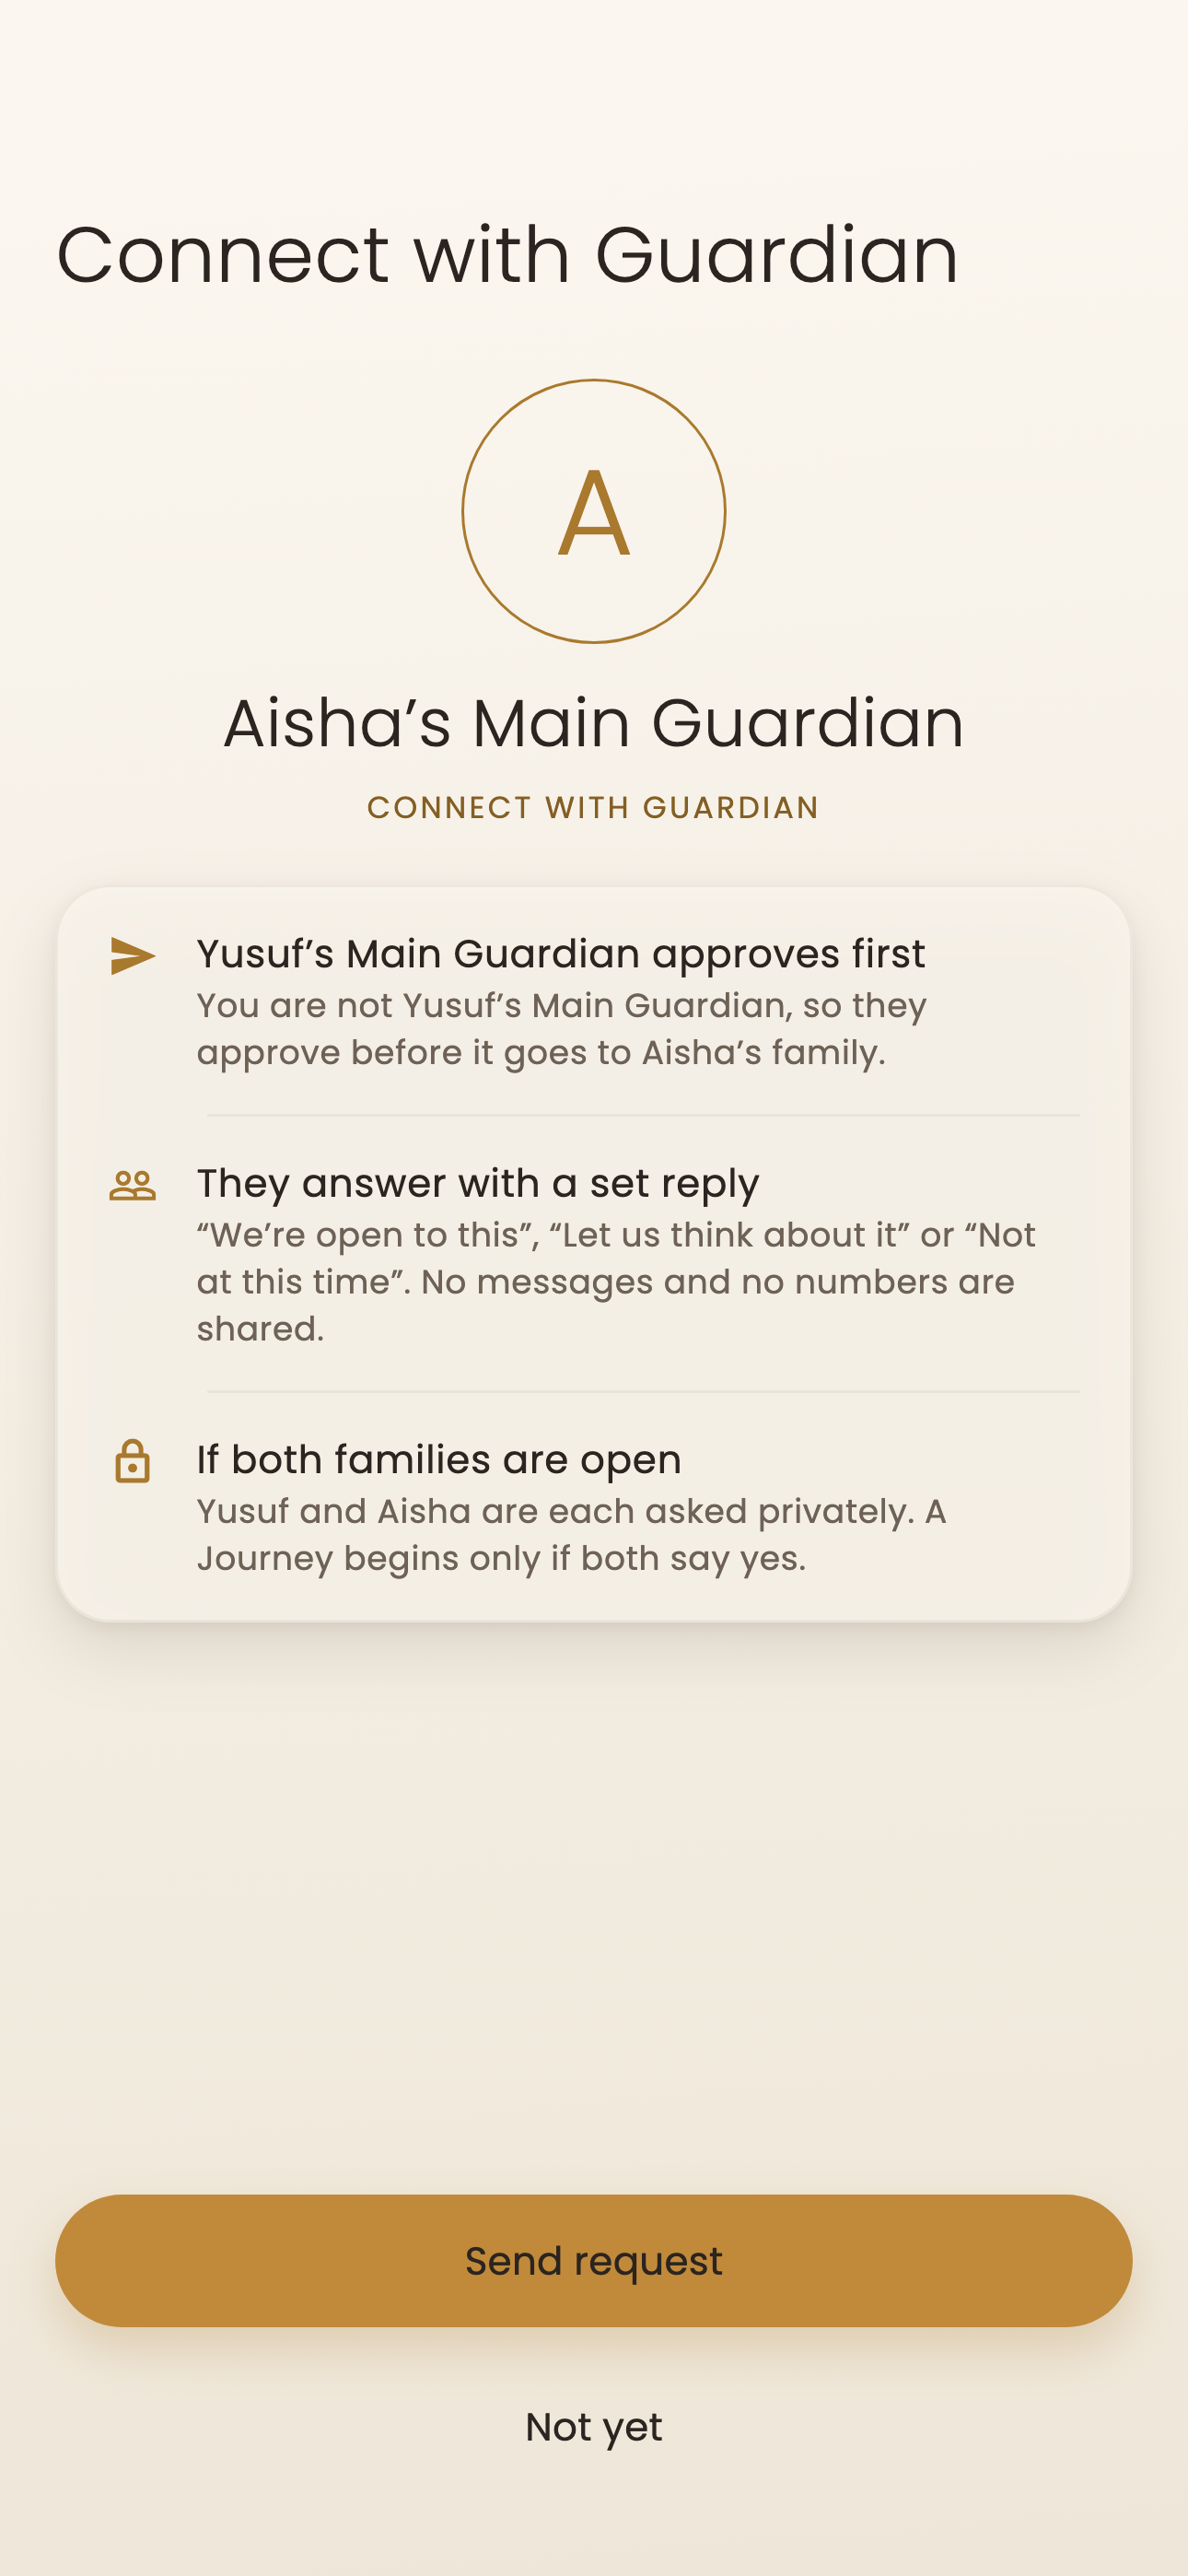 Connect with Guardian
A
Aisha’s Main Guardian
CONNECT WITH GUARDIAN
Yusuf’s Main Guardian approves first
You are not Yusuf’s Main Guardian, so they
approve before it goes to Aisha’s family.
They answer with a set reply
“We’re open to this”, “Let us think about it” or “Not
at this time”. No messages and no numbers are
shared.
If both families are open
Yusuf and Aisha are each asked privately. A
Journey begins only if both say yes.
Send request
Not yet